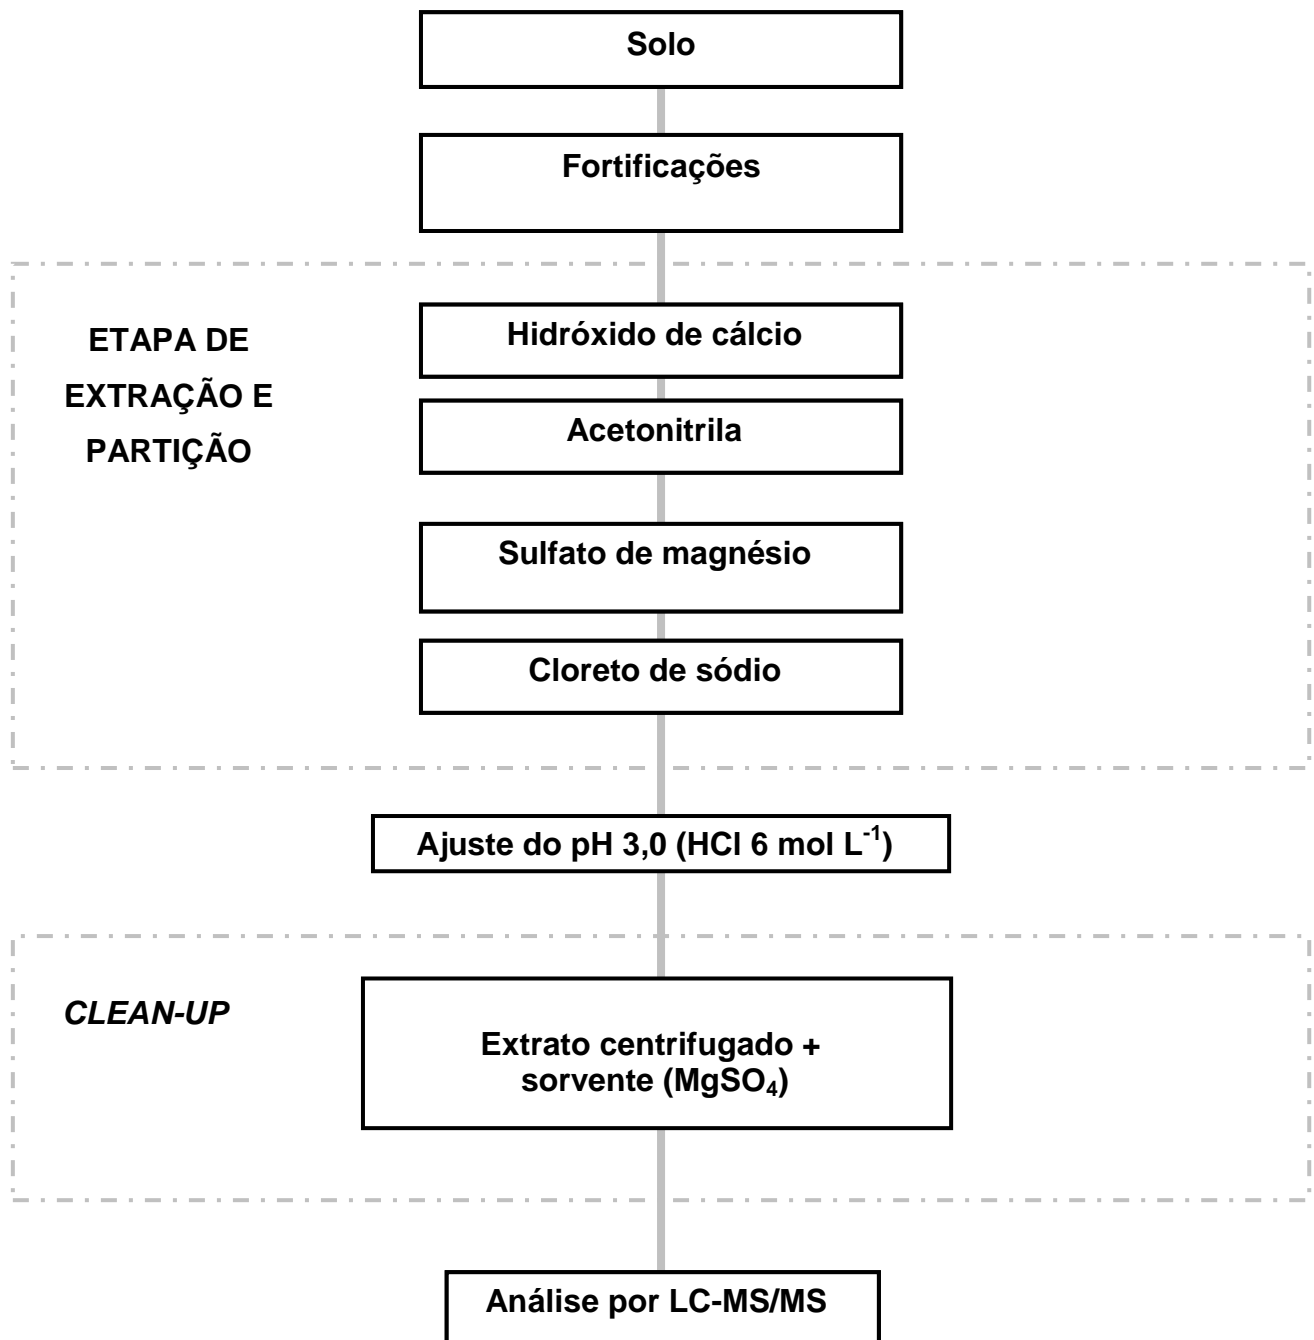 Solo
Fortificações
ETAPA DE
EXTRAÇÃO E
PARTIÇÃO
Hidróxido de cálcio
Acetonitrila
Sulfato de magnésio
Cloreto de sódio
Ajuste do pH 3,0 (HCl 6 mol L⁻¹)
CLEAN-UP
Extrato centrifugado +
sorvente (MgSO₄)
Análise por LC-MS/MS